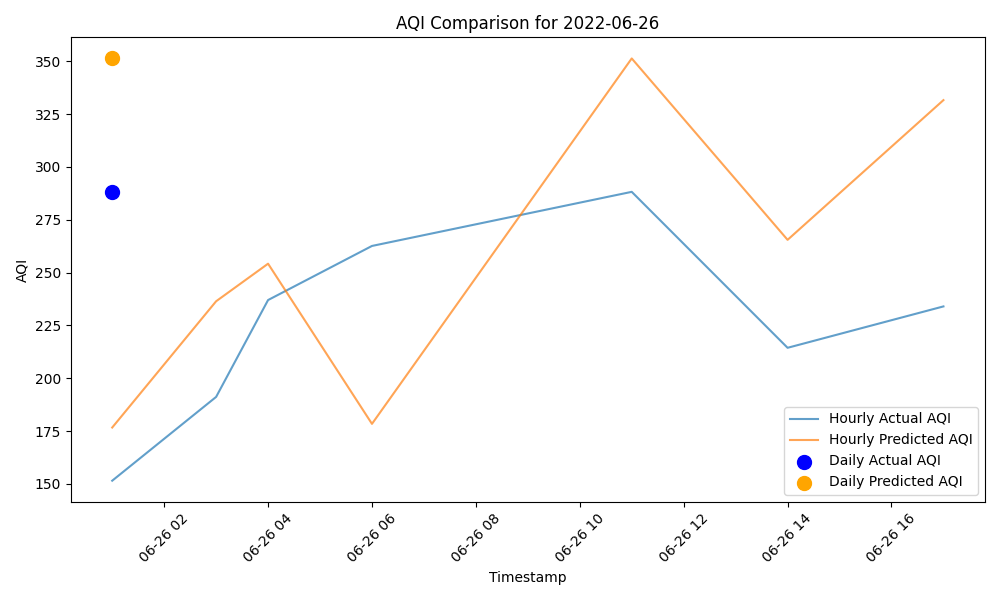 AQI Comparison for 2022-06-26
AQI
350
325
300
275
250
225
200
175
150
Hourly Actual AQI
Hourly Predicted AQI
Daily Actual AQI
Daily Predicted AQI
06-26 02
06-26 04
06-26 06
06-26 08
06-26 10
06-26 12
06-26 14
06-26 16
Timestamp